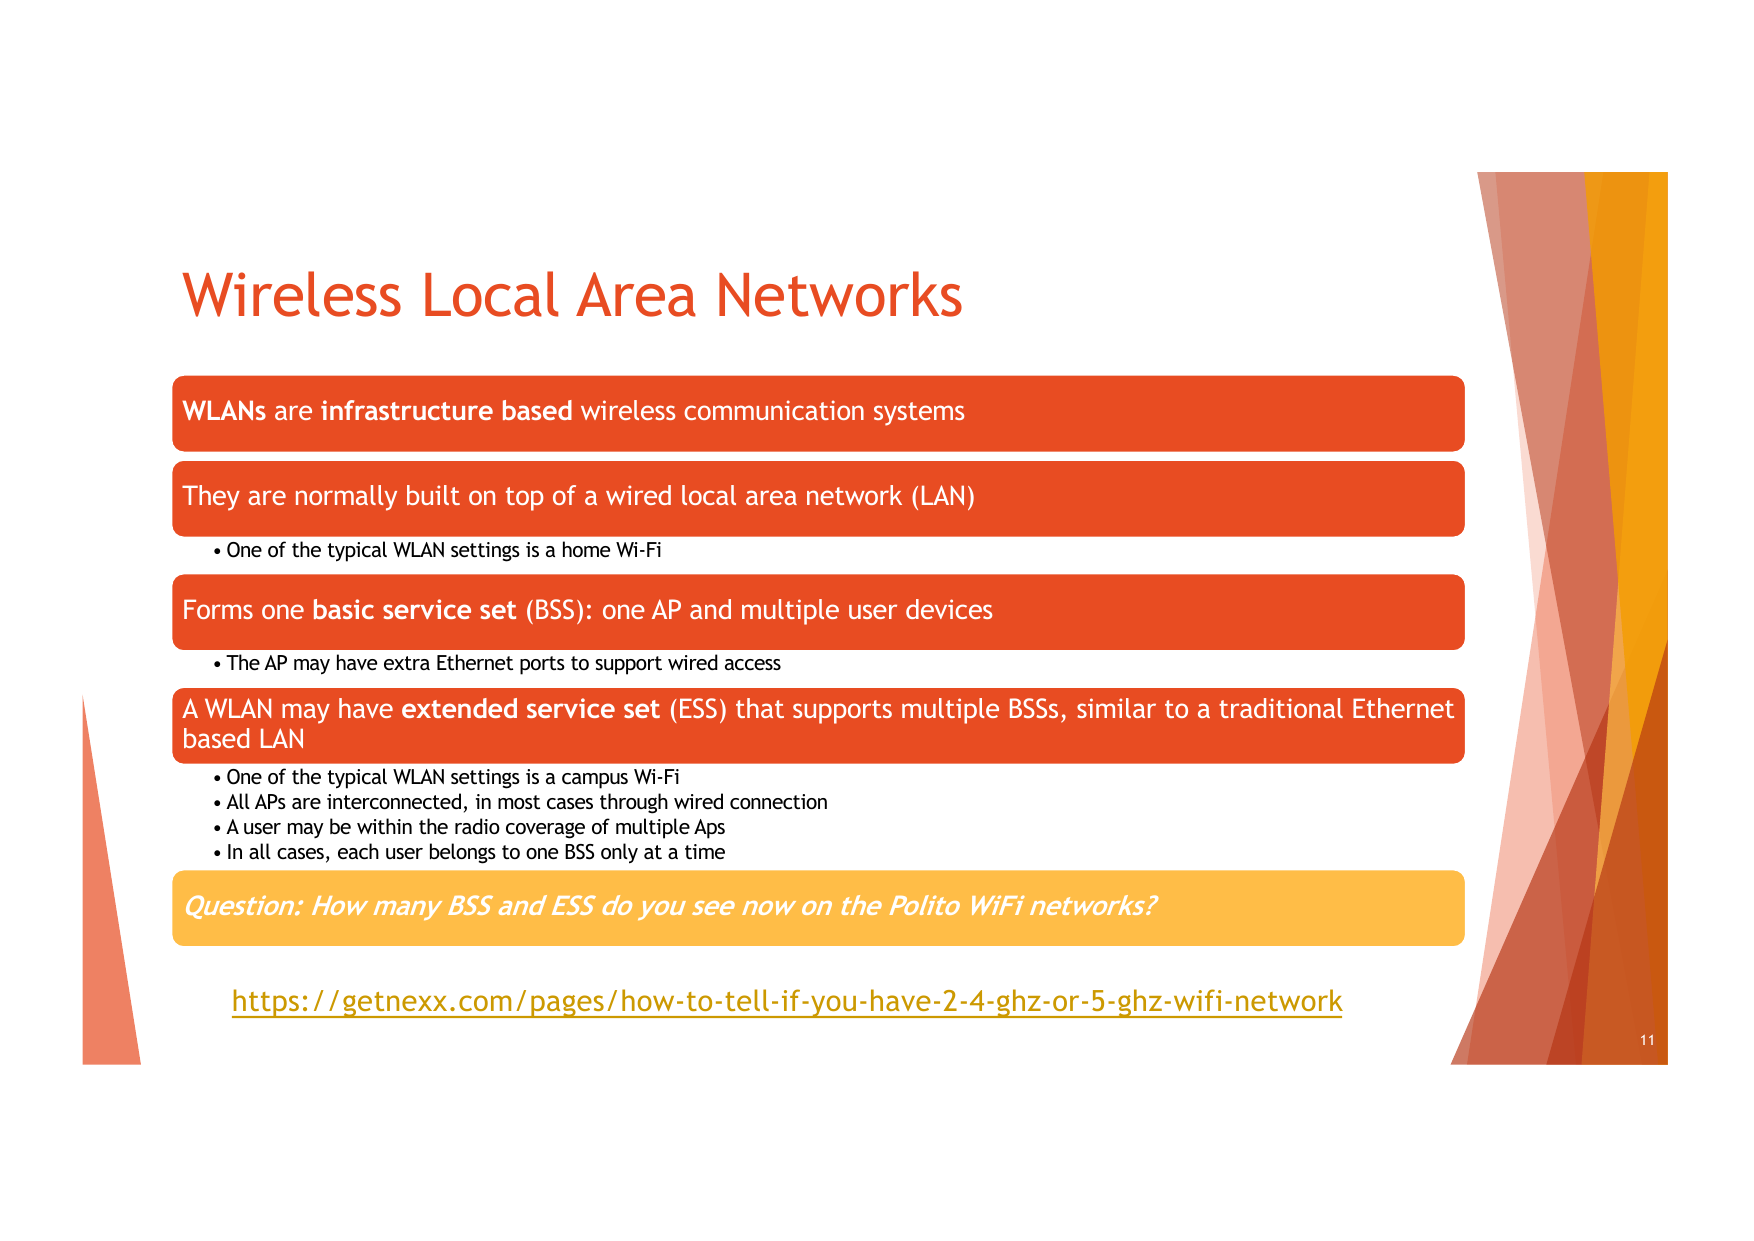 Wireless Local Area Networks
WLANs are infrastructure based wireless communication systems
They are normally built on top of a wired local area network (LAN)
• One of the typical WLAN settings is a home Wi-Fi
Forms one basic service set (BSS): one AP and multiple user devices
• The AP may have extra Ethernet ports to support wired access
A WLAN may have extended service set (ESS) that supports multiple BSSs, similar to a traditional Ethernet
based LAN
• One of the typical WLAN settings is a campus Wi-Fi
• All APs are interconnected, in most cases through wired connection
• A user may be within the radio coverage of multiple Aps
• In all cases, each user belongs to one BSS only at a time
Question: How many BSS and ESS do you see now on the Polito WiFi networks?
https://getnexx.com/pages/how-to-tell-if-you-have-2-4-ghz-or-5-ghz-wifi-network
11